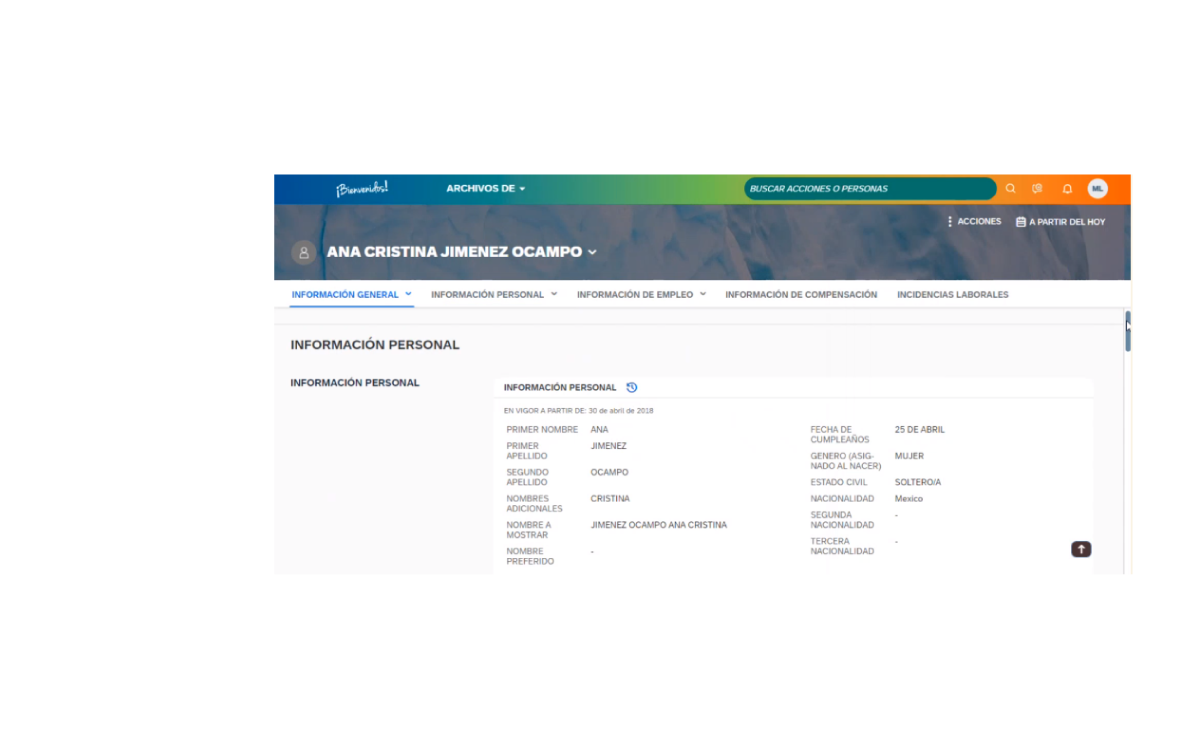 ¡Bienvenidos!
ARCHIVOS DE
BUSCAR ACCIONES O PERSONAS
ML
ACCIONES
A PARTIR DEL HOY
ANA CRISTINA JIMENEZ OCAMPO
INFORMACIÓN GENERAL
INFORMACIÓN PERSONAL
INFORMACIÓN DE EMPLEO
INFORMACIÓN DE COMPENSACIÓN
INCIDENCIAS LABORALES
INFORMACIÓN PERSONAL
INFORMACIÓN PERSONAL
INFORMACIÓN PERSONAL
EN VIGOR A PARTIR DE: 30 de abril de 2018
PRIMER NOMBRE ANA
PRIMER JIMENEZ
APELLIDO
SEGUNDO OCAMPO
APELLIDO
NOMBRES CRISTINA
ADICIONALES
NOMBRE A JIMENEZ OCAMPO ANA CRISTINA
MOSTRAR
NOMBRE -
PREFERIDO
FECHA DE 25 DE ABRIL
CUMPLEAÑOS
GENERO (ASIG- MUJER
NADO AL NACER)
ESTADO CIVIL SOLTERO/A
NACIONALIDAD Mexico
SEGUNDA -
NACIONALIDAD
TERCERA -
NACIONALIDAD